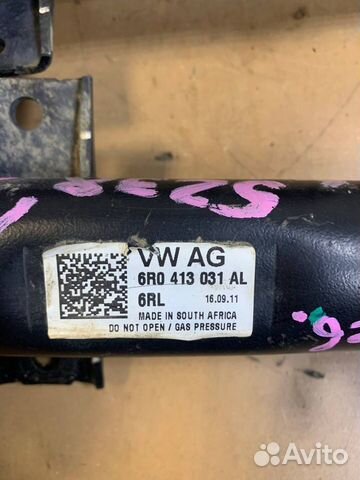 VW AG
6R0 413 031 AL
6RL 16.09.11
MADE IN SOUTH AFRICA
DO NOT OPEN / GAS PRESSURE
Avito